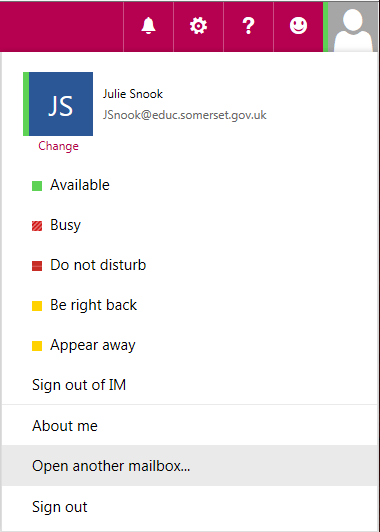 ?
JS
Julie Snook
JSnook@educ.somerset.gov.uk
Change
Available
Busy
Do not disturb
Be right back
Appear away
Sign out of IM
About me
Open another mailbox...
Sign out